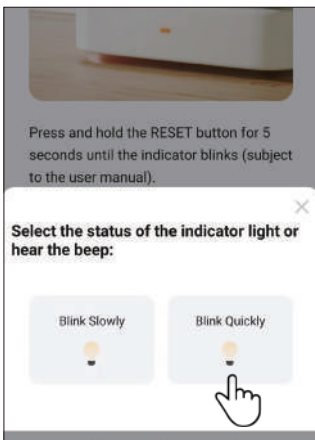 Press and hold the RESET button for 5
seconds until the indicator blinks (subject
to the user manual).
Select the status of the indicator light or
hear the beep:
Blink Slowly
Blink Quickly